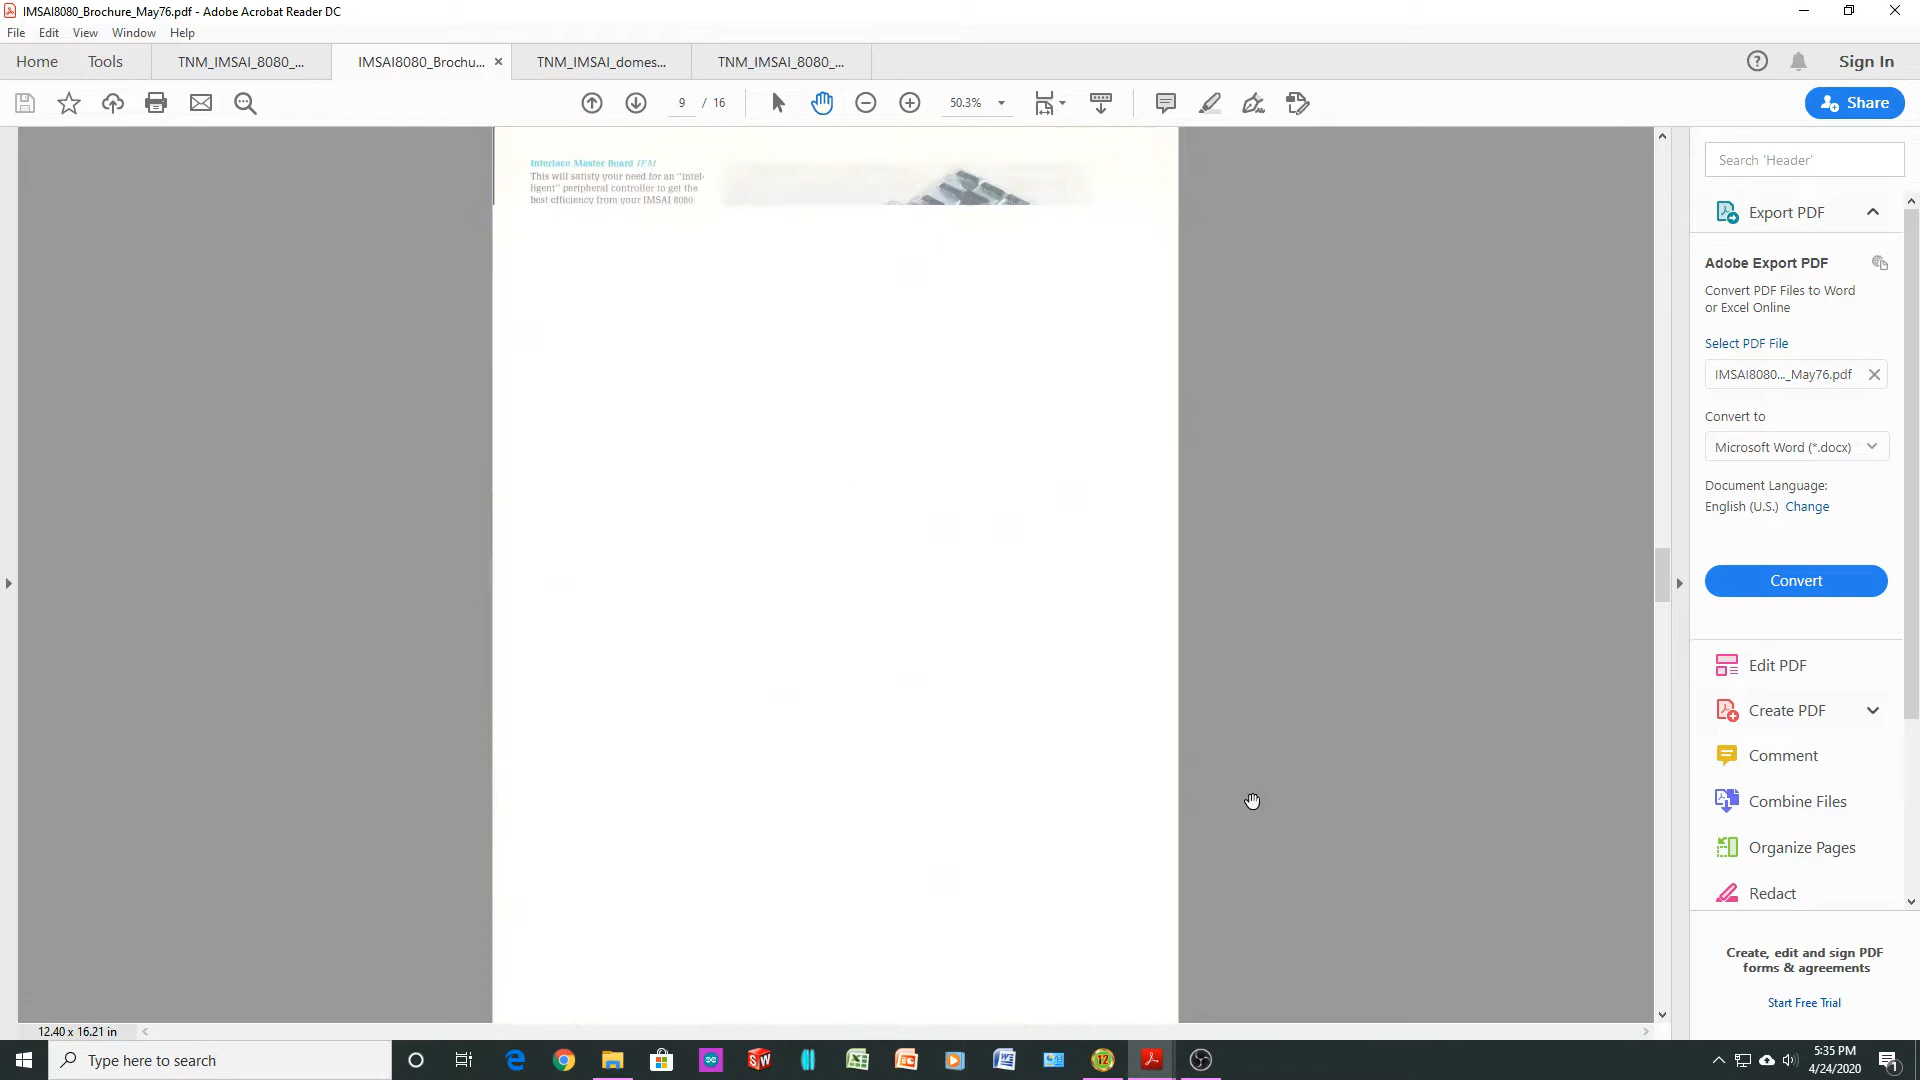 IMSAI8080_Brochure_May76.pdf - Adobe Acrobat Reader DC
File Edit View Window Help
Home Tools TNM_IMSAI_8080_... IMSAI8080_Brochu... TNM_IMSAI_domes... TNM_IMSAI_8080_... Sign In
9 / 16 50.3% Share
Interface Master Board IFM
This will satisfy your need for an "intel-
ligent" peripheral controller to get the
best efficiency from your IMSAI 8080
Search 'Header'
Export PDF
Adobe Export PDF
Convert PDF Files to Word
or Excel Online
Select PDF File
IMSAI8080..._May76.pdf
Convert to
Microsoft Word (*.docx)
Document Language:
English (U.S.) Change
Convert
Edit PDF
Create PDF
Comment
Combine Files
Organize Pages
Redact
Create, edit and sign PDF
forms & agreements
Start Free Trial
12.40 x 16.21 in
Type here to search
5:35 PM
4/24/2020